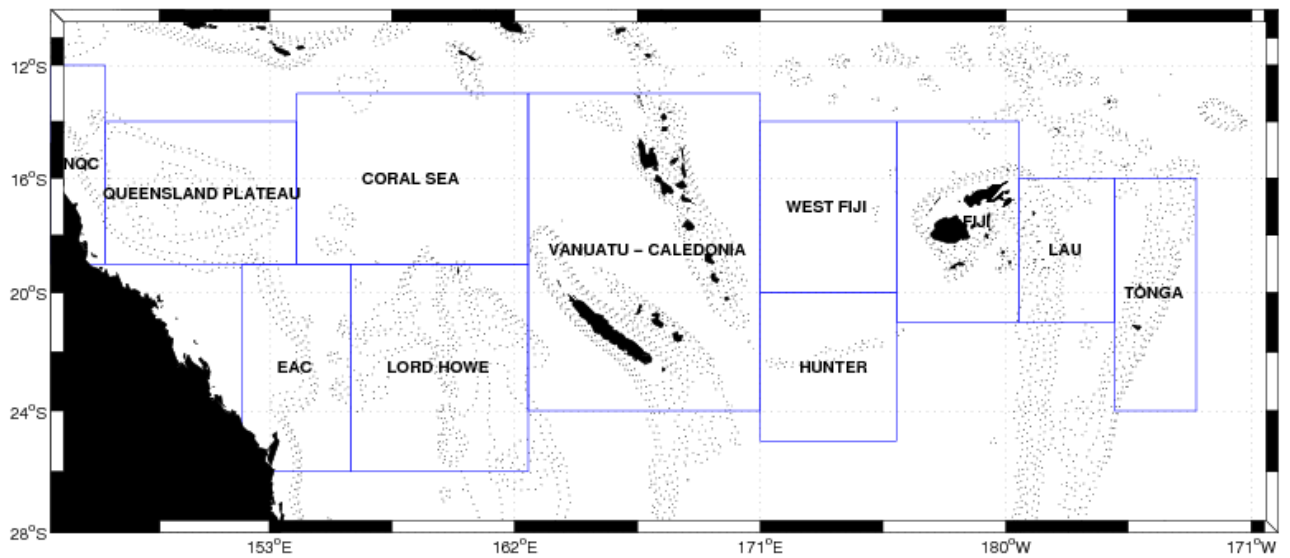 12°S
NQC
16°S
CORAL SEA
QUEENSLAND PLATEAU
WEST FIJI
FIJI
VANUATU – CALEDONIA
LAU
20°S
TONGA
EAC
LORD HOWE
HUNTER
24°S
28°S
153°E
162°E
171°E
180°W
171°W